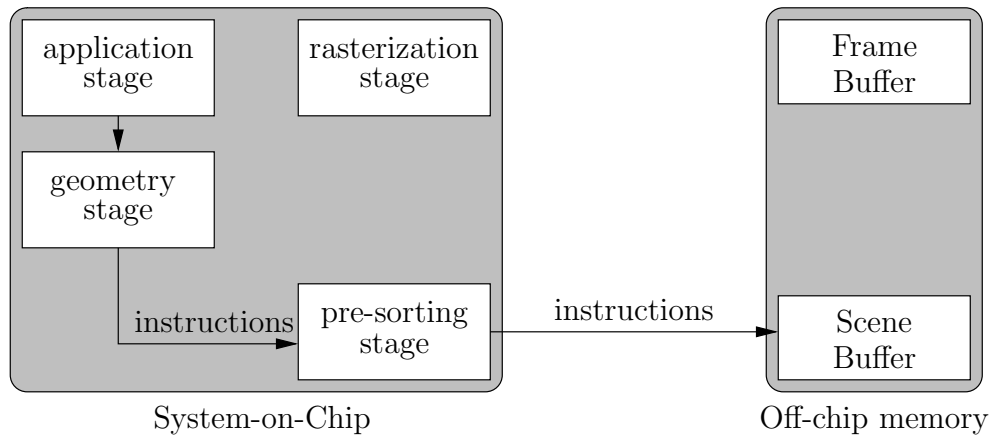 application
stage
rasterization
stage
Frame
Buffer
geometry
stage
instructions
pre-sorting
stage
instructions
Scene
Buffer
System-on-Chip
Off-chip memory